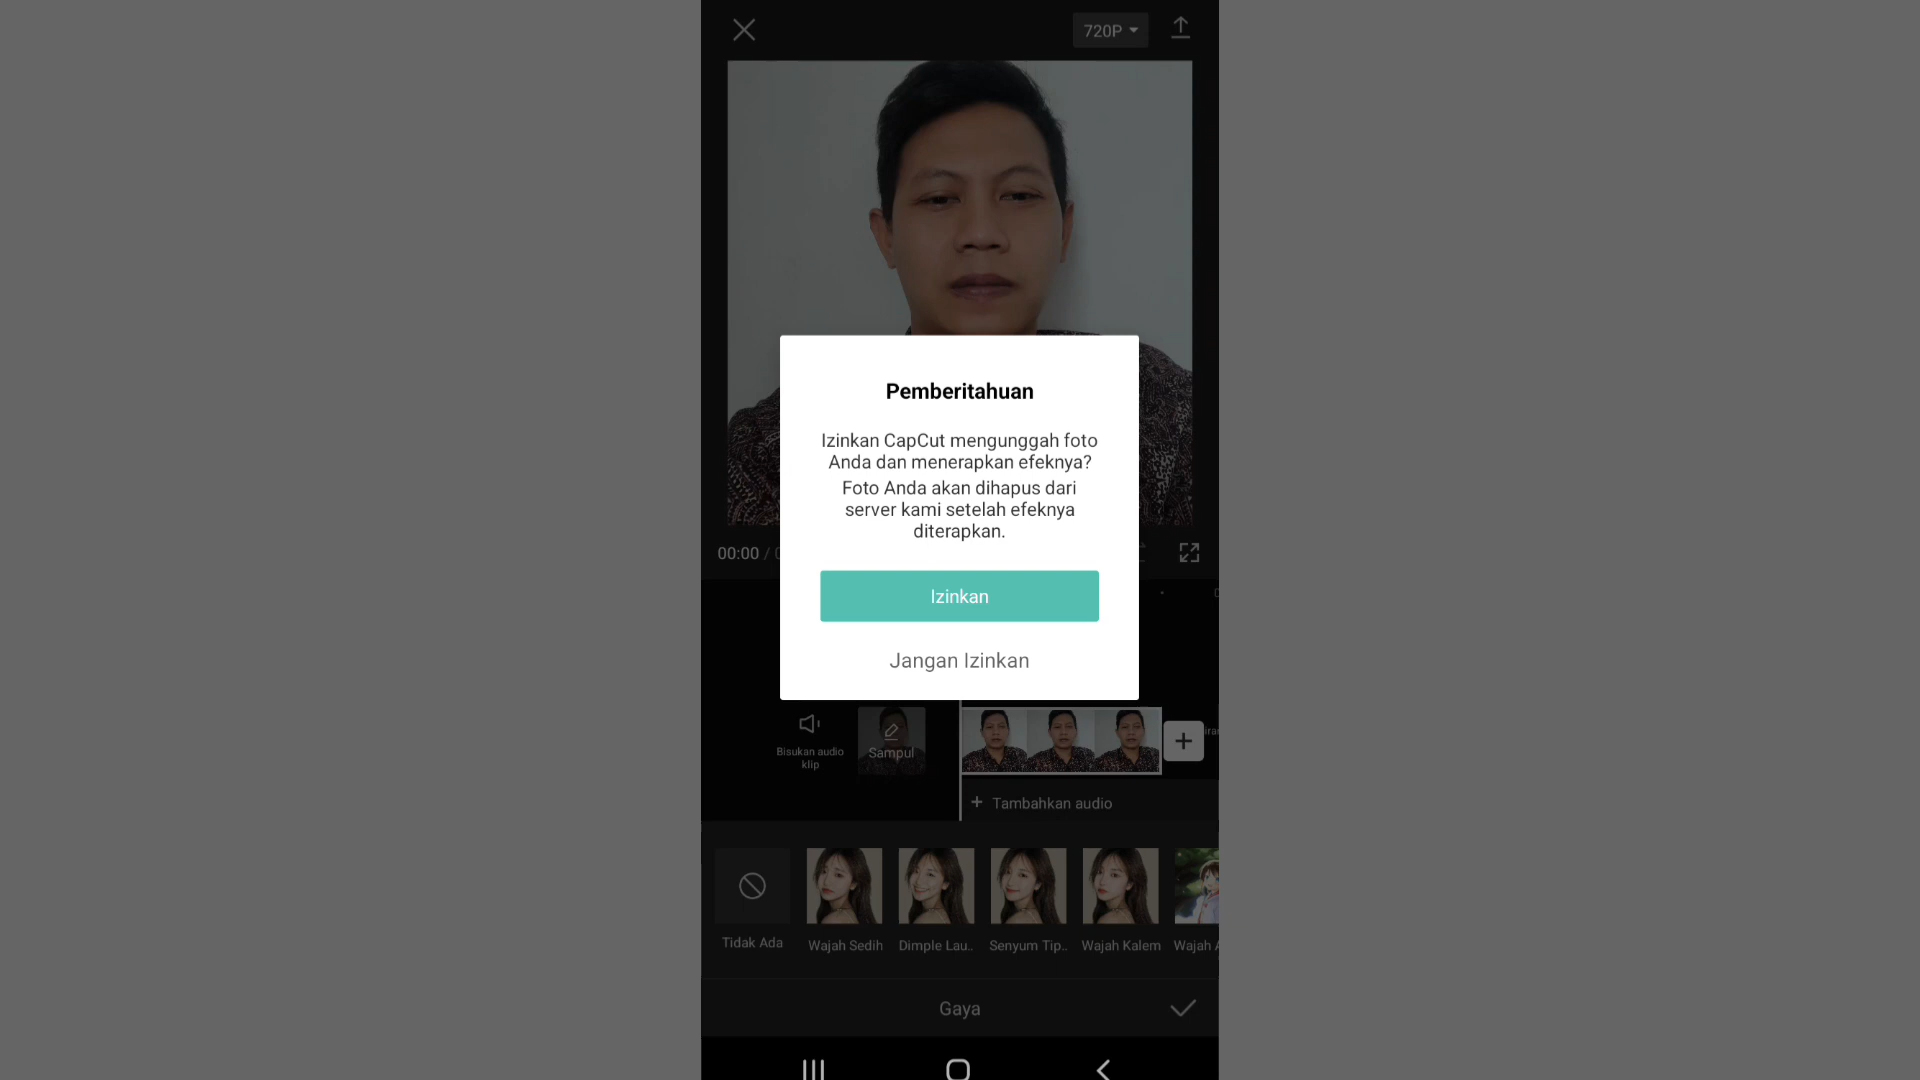 720P
Pemberitahuan
Izinkan CapCut mengunggah foto
Anda dan menerapkan efeknya?
Foto Anda akan dihapus dari
server kami setelah efeknya
diterapkan.
00:00 /
Izinkan
Jangan Izinkan
Bisukan audio
klip
Sampul
Tambahkan audio
Tidak Ada
Wajah Sedih
Dimple Lau..
Senyum Tip..
Wajah Kalem
Wajah
Gaya